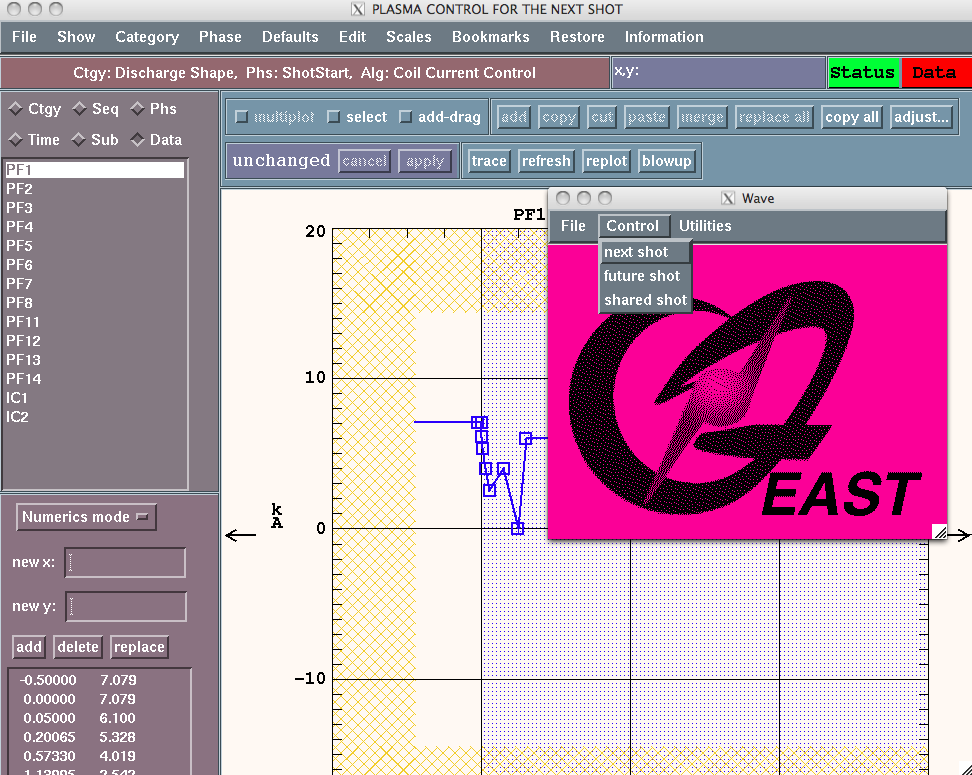 PLASMA CONTROL FOR THE NEXT SHOT
File Show Category Phase Defaults Edit Scales Bookmarks Restore Information
Ctgy: Discharge Shape, Phs: ShotStart, Alg: Coil Current Control
x,y:
Status Data
Ctgy Seq Phs
Time Sub Data
multiplot select add-drag add copy cut paste merge replace all copy all adjust...
unchanged cancel apply trace refresh replot blowup
PF1
PF2
PF3
PF4
PF5
PF6
PF7
PF8
PF11
PF12
PF13
PF14
IC1
IC2
Numerics mode
new x:
new y:
add delete replace
-0.50000 7.079
0.00000 7.079
0.05000 6.100
0.20065 5.328
0.57330 4.019
1.13995 2.542
PF1
20
10
0
-10
kA
Wave
File Control Utilities
next shot
future shot
shared shot
EAST